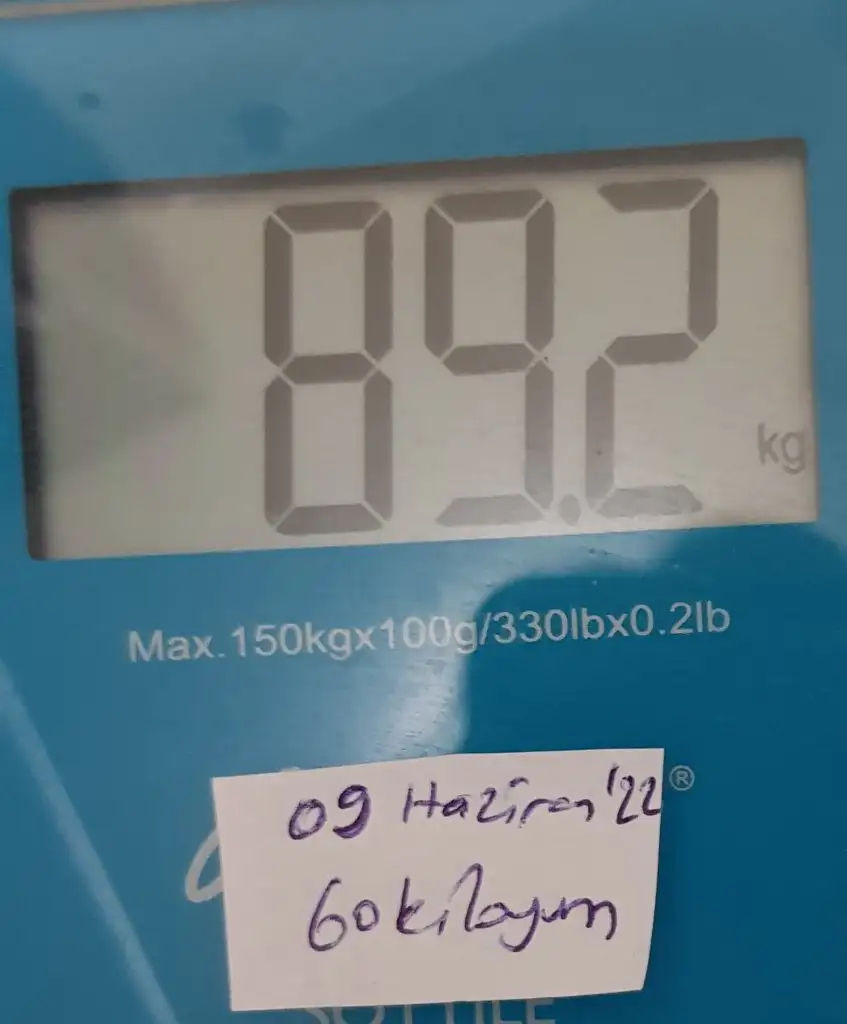 89.2 kg
Max.150kgx100g/330lbx0.2lb
®
09 Haziran '22
60 kiloyum